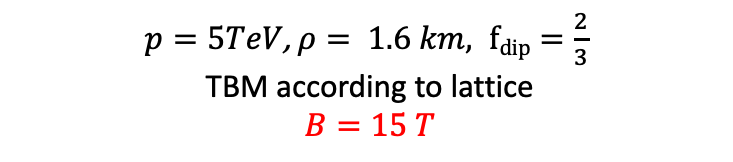 p = 5TeV, ρ = 1.6 km, f_dip = 2/3
TBM according to lattice
B = 15 T